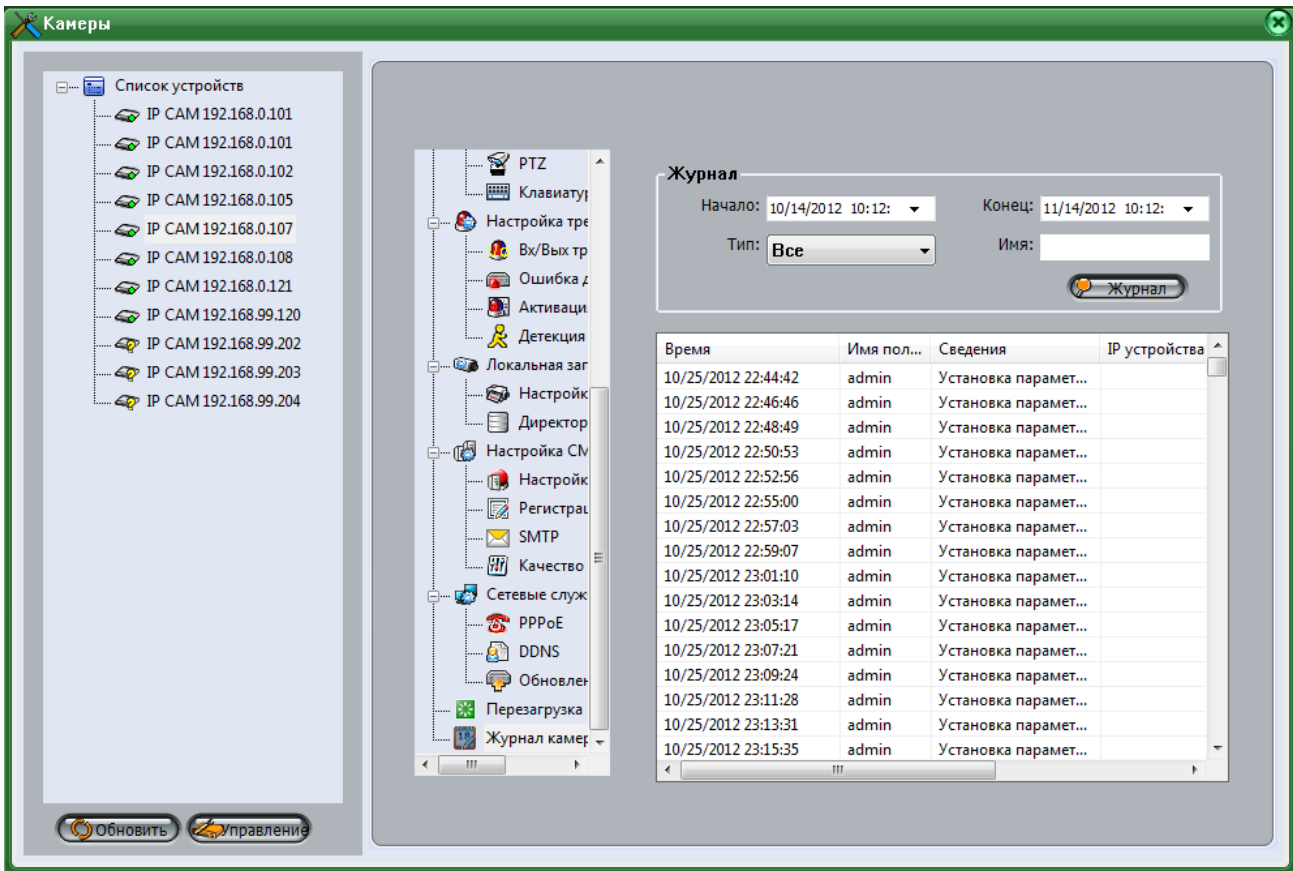 Камеры
Список устройств
IP CAM 192.168.0.101
IP CAM 192.168.0.101
IP CAM 192.168.0.102
IP CAM 192.168.0.105
IP CAM 192.168.0.107
IP CAM 192.168.0.108
IP CAM 192.168.0.121
IP CAM 192.168.99.120
IP CAM 192.168.99.202
IP CAM 192.168.99.203
IP CAM 192.168.99.204
Обновить Управление
PTZ
Клавиатур
Настройка тре
Вх/Вых тр
Ошибка д
Активаци
Детекция
Локальная заг
Настройк
Директор
Настройка СМ
Настройк
Регистрац
SMTP
Качество
Сетевые служ
PPPoE
DDNS
Обновлен
Перезагрузка
Журнал камер
Журнал
Начало: 10/14/2012 10:12: Конец: 11/14/2012 10:12:
Тип: Все Имя:
Журнал
Время Имя пол... Сведения IP устройства
10/25/2012 22:44:42 admin Установка парамет...
10/25/2012 22:46:46 admin Установка парамет...
10/25/2012 22:48:49 admin Установка парамет...
10/25/2012 22:50:53 admin Установка парамет...
10/25/2012 22:52:56 admin Установка парамет...
10/25/2012 22:55:00 admin Установка парамет...
10/25/2012 22:57:03 admin Установка парамет...
10/25/2012 22:59:07 admin Установка парамет...
10/25/2012 23:01:10 admin Установка парамет...
10/25/2012 23:03:14 admin Установка парамет...
10/25/2012 23:05:17 admin Установка парамет...
10/25/2012 23:07:21 admin Установка парамет...
10/25/2012 23:09:24 admin Установка парамет...
10/25/2012 23:11:28 admin Установка парамет...
10/25/2012 23:13:31 admin Установка парамет...
10/25/2012 23:15:35 admin Установка парамет...